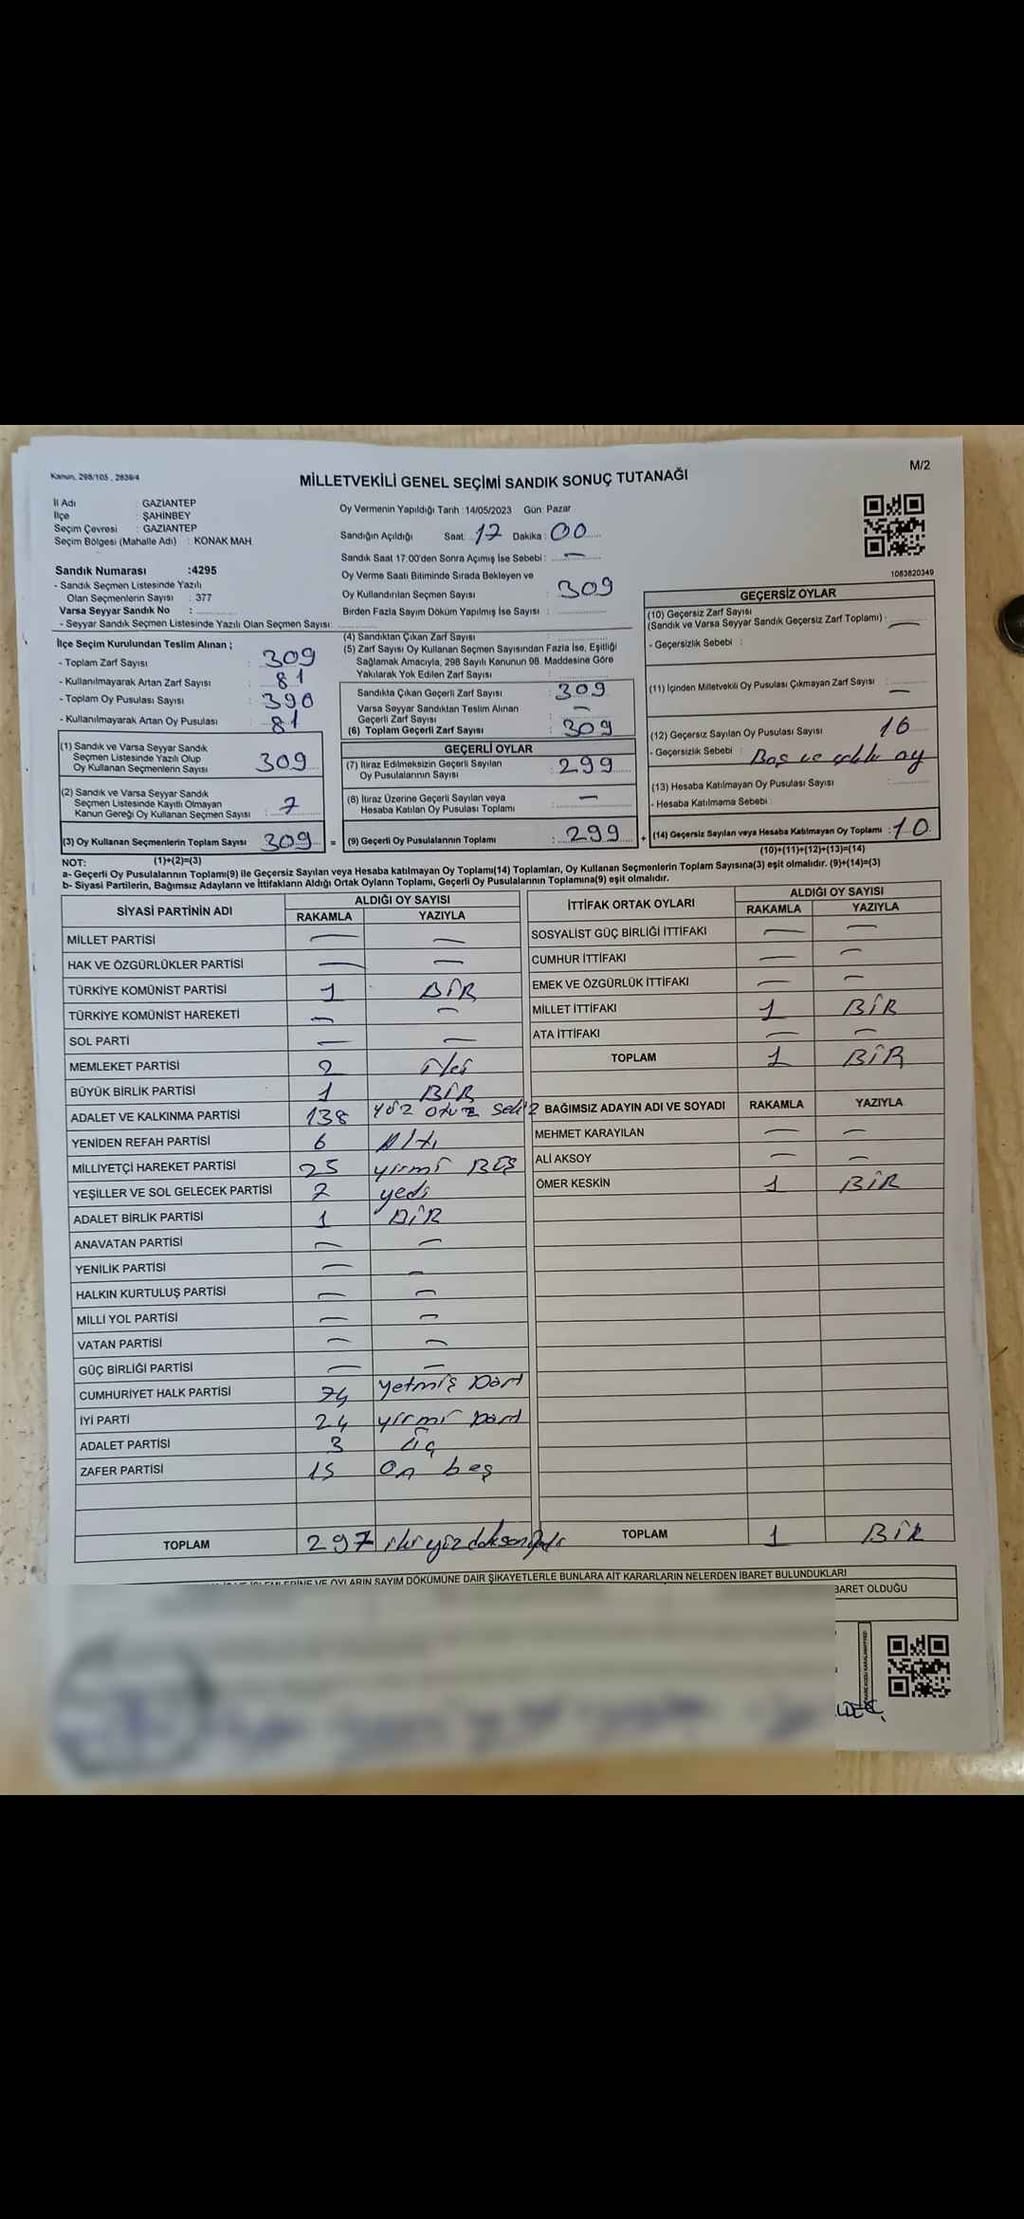 Kanun, 298/105 , 2839/4
MİLLETVEKİLİ GENEL SEÇİMİ SANDIK SONUÇ TUTANAĞI
M/2
İl Adı : GAZİANTEP
İlçe : ŞAHİNBEY
Seçim Çevresi : GAZİANTEP
Seçim Bölgesi (Mahalle Adı) : KONAK MAH.
Sandık Numarası :4295
- Sandık Seçmen Listesinde Yazılı
Olan Seçmenlerin Sayısı : 377
Varsa Seyyar Sandık No :
- Seyyar Sandık Seçmen Listesinde Yazılı Olan Seçmen Sayısı:
Oy Vermenin Yapıldığı Tarih :14/05/2023 Gün: Pazar
Sandığın Açıldığı Saat: 17 Dakika: 00
Sandık Saat 17:00'den Sonra Açımış İse Sebebi : —
Oy Verme Saati Bitiminde Sırada Bekleyen ve
Oy Kullandırılan Seçmen Sayısı : 309
Birden Fazla Sayım Döküm Yapılmış İse Sayısı :
1083820349
İlçe Seçim Kurulundan Teslim Alınan ;
- Toplam Zarf Sayısı : 309
- Kullanılmayarak Artan Zarf Sayısı : 81
- Toplam Oy Pusulası Sayısı : 390
- Kullanılmayarak Artan Oy Pusulası : 81
(1) Sandık ve Varsa Seyyar Sandık
Seçmen Listesinde Yazılı Olup
Oy Kullanan Seçmenlerin Sayısı : 309
(2) Sandık ve Varsa Seyyar Sandık
Seçmen Listesinde Kayıtlı Olmayan
Kanun Gereği Oy Kullanan Seçmen Sayısı : 7
(3) Oy Kullanan Seçmenlerin Toplam Sayısı : 309 =
(1)+(2)=(3)
(4) Sandıktan Çıkan Zarf Sayısı :
(5) Zarf Sayısı Oy Kullanan Seçmen Sayısından Fazla İse, Eşitliği
Sağlamak Amacıyla, 298 Sayılı Kanunun 98. Maddesine Göre
Yakılarak Yok Edilen Zarf Sayısı :
Sandıkta Çıkan Geçerli Zarf Sayısı : 309
Varsa Seyyar Sandıktan Teslim Alınan
Geçerli Zarf Sayısı : —
(6) Toplam Geçerli Zarf Sayısı : 309
GEÇERLİ OYLAR
(7) İtiraz Edilmeksizin Geçerli Sayılan
Oy Pusulalarının Sayısı : 299
(8) İtiraz Üzerine Geçerli Sayılan veya
Hesaba Katılan Oy Pusulası Toplamı : —
(9) Geçerli Oy Pusulalarının Toplamı : 299 +
GEÇERSİZ OYLAR
(10) Geçersiz Zarf Sayısı
(Sandık ve Varsa Seyyar Sandık Geçersiz Zarf Toplamı) : —
- Geçersizlik Sebebi :
(11) İçinden Milletvekili Oy Pusulası Çıkmayan Zarf Sayısı : —
(12) Geçersiz Sayılan Oy Pusulası Sayısı : 10
- Geçersizlik Sebebi : Boş ve oy
(13) Hesaba Katılmayan Oy Pusulası Sayısı :
- Hesaba Katılmama Sebebi :
(14) Geçersiz Sayılan veya Hesaba Katılmayan Oy Toplamı : 10
(10)+(11)+(12)+(13)=(14)
NOT:
a- Geçerli Oy Pusulasının Toplamı(9) ile Geçersiz Sayılan veya Hesaba katılmayan Oy Toplamı(14) Toplamları, Oy Kullanan Seçmenlerin Toplam Sayısına(3) eşit olmalıdır. (9)+(14)=(3)
b- Siyasi Partilerin, Bağımsız Adayların ve İttifakların Aldığı Ortak Oyların Toplamı, Geçerli Oy Pusulalarının Toplamına(9) eşit olmalıdır.
SİYASİ PARTİNİN ADI ALDIĞI OY SAYISI
RAKAMLA YAZIYLA
MİLLET PARTİSİ — —
HAK VE ÖZGÜRLÜKLER PARTİSİ — —
TÜRKİYE KOMÜNİST PARTİSİ 1 BİR
TÜRKİYE KOMÜNİST HAREKETİ — —
SOL PARTİ — —
MEMLEKET PARTİSİ 2 iki
BÜYÜK BİRLİK PARTİSİ 1 BİR
ADALET VE KALKINMA PARTİSİ 138 YÜZ OTUZ Sekiz
YENİDEN REFAH PARTİSİ 6 Altı
MİLLİYETÇİ HAREKET PARTİSİ 25 yirmi BEŞ
YEŞİLLER VE SOL GELECEK PARTİSİ 7 yedi
ADALET BİRLİK PARTİSİ 1 BİR
ANAVATAN PARTİSİ — —
YENİLİK PARTİSİ — —
HALKIN KURTULUŞ PARTİSİ — —
MİLLİ YOL PARTİSİ — —
VATAN PARTİSİ — —
GÜÇ BİRLİĞİ PARTİSİ — —
CUMHURİYET HALK PARTİSİ 74 yetmiş Dört
İYİ PARTİ 24 yirmi Dört
ADALET PARTİSİ 3 üç
ZAFER PARTİSİ 15 On beş
TOPLAM 297 iki yüz doksan yedi
İTTİFAK ORTAK OYLARI ALDIĞI OY SAYISI
RAKAMLA YAZIYLA
SOSYALİST GÜÇ BİRLİĞİ İTTİFAKI — —
CUMHUR İTTİFAKI — —
EMEK VE ÖZGÜRLÜK İTTİFAKI — —
MİLLET İTTİFAKI 1 BİR
ATA İTTİFAKI — —
TOPLAM 1 BİR
BAĞIMSIZ ADAYIN ADI VE SOYADI RAKAMLA YAZIYLA
MEHMET KARAYILAN — —
ALİ AKSOY — —
ÖMER KESKİN 1 BİR
TOPLAM 1 BİR
VE OYLARIN SAYIM DÖKÜMÜNE DAİR ŞİKAYETLERLE BUNLARA AİT KARARLARIN NELERDEN İBARET BULUNDUKLARI
BARET OLDUĞU